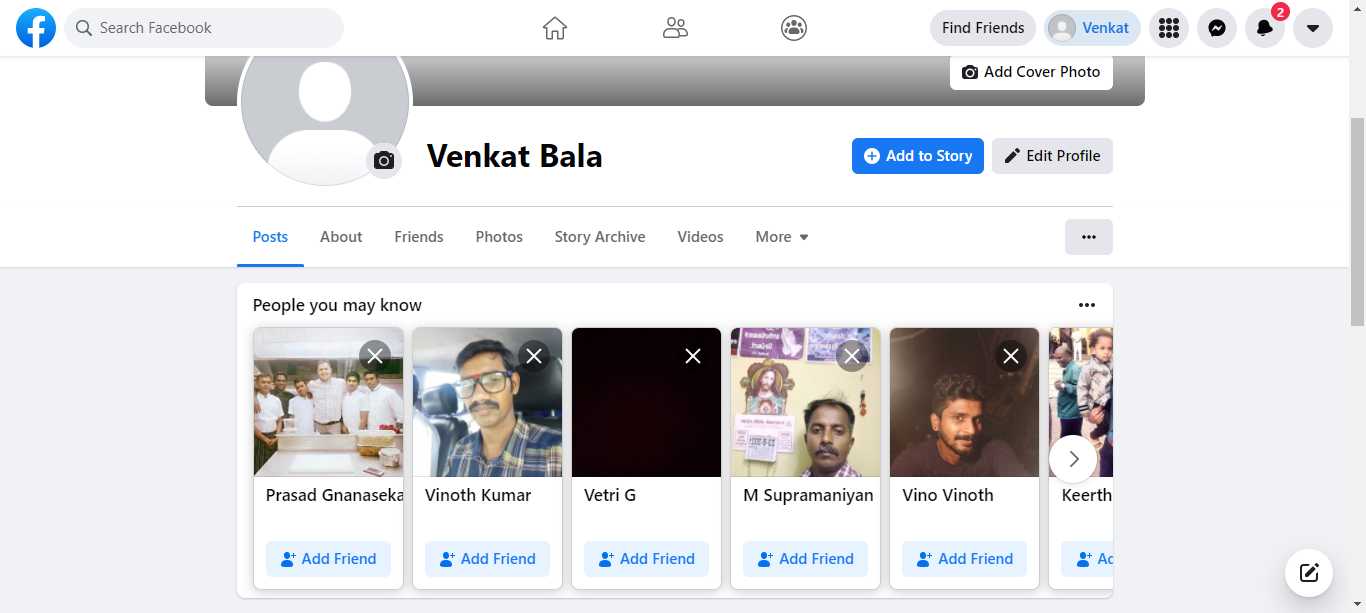 Search Facebook
Find Friends
Venkat
2
Add Cover Photo
Venkat Bala
Add to Story
Edit Profile
Posts About Friends Photos Story Archive Videos More
People you may know
Prasad Gnanaseka Vinoth Kumar Vetri G M Supramaniyan Vino Vinoth Keerth
Add Friend Add Friend Add Friend Add Friend Add Friend Ad